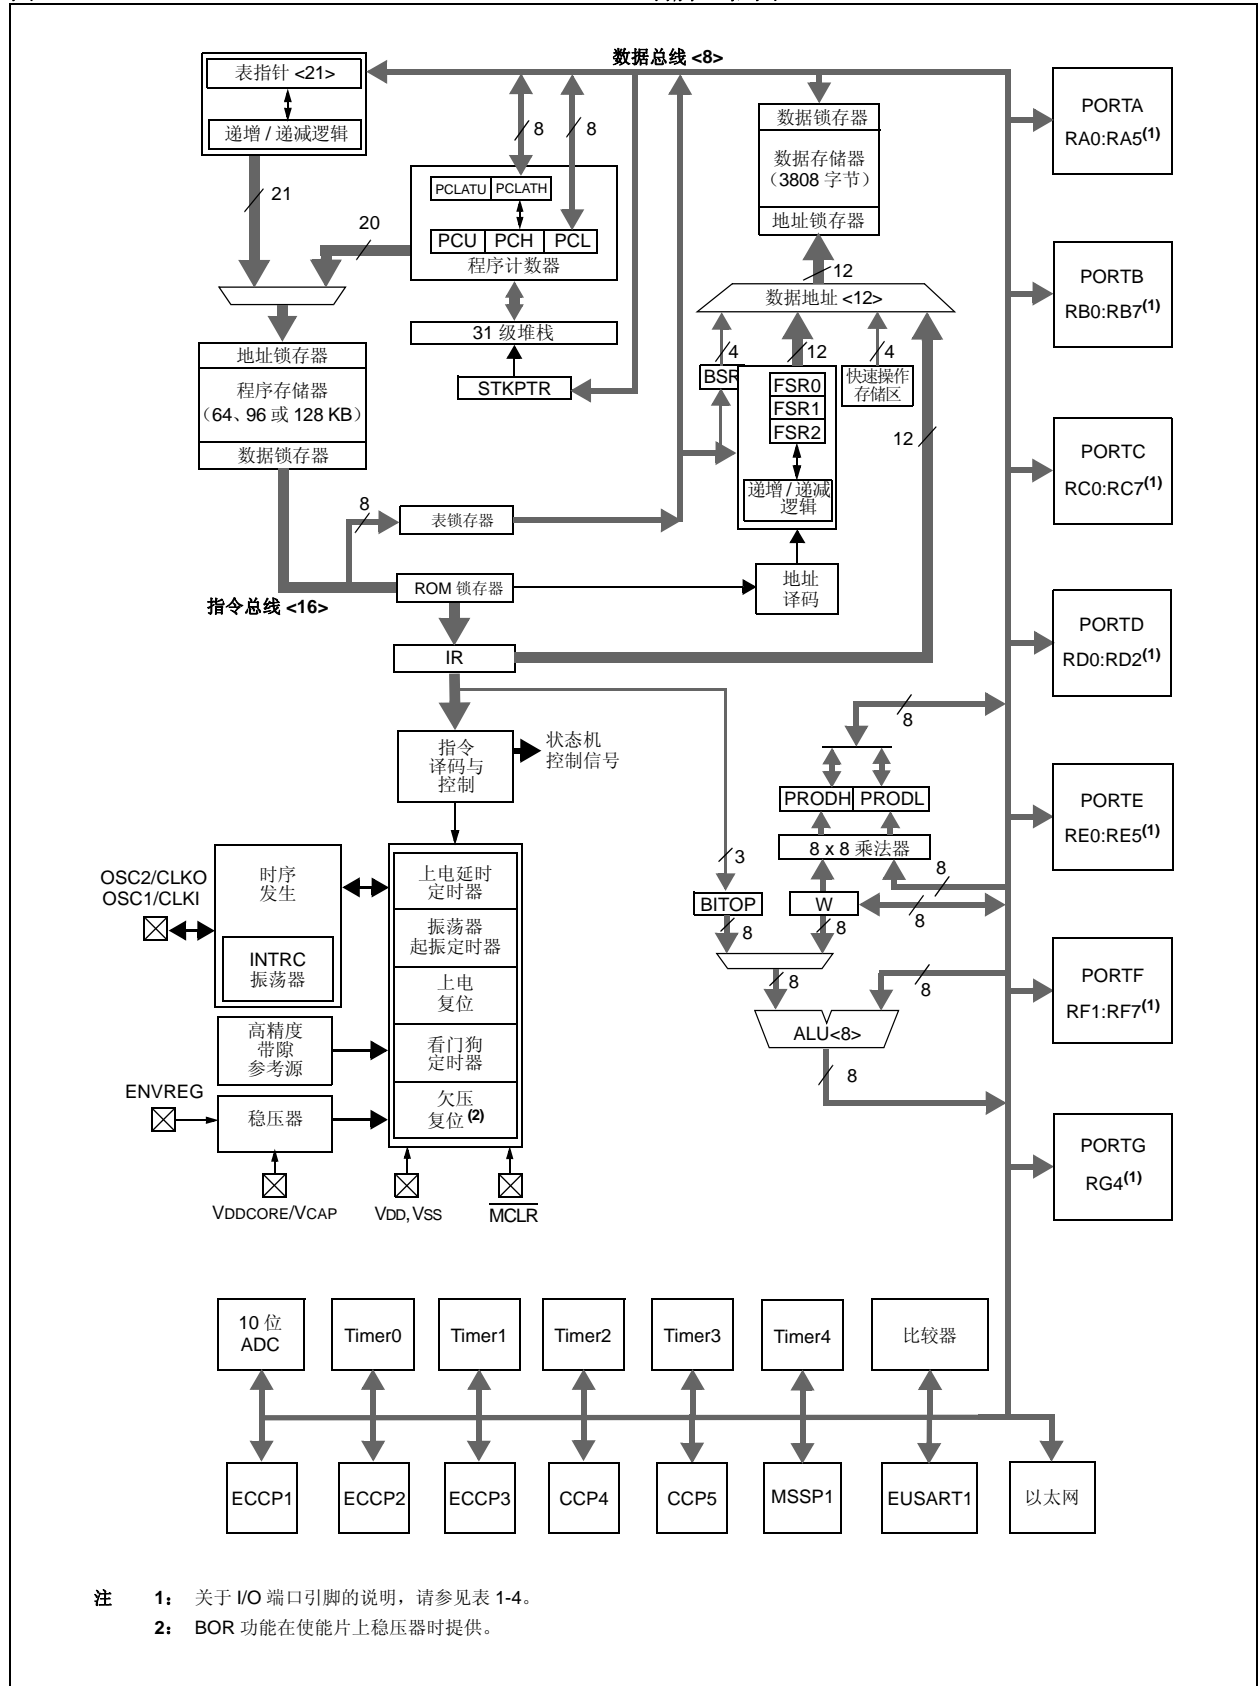 数据总线 <8>
表指针 <21>
递增 / 递减逻辑
21
20
8
8
PCLATU PCLATH
PCU PCH PCL
程序计数器
31 级堆栈
STKPTR
地址锁存器
程序存储器
（64、96 或 128 KB）
数据锁存器
数据锁存器
数据存储器
（3808 字节）
地址锁存器
12
数据地址 <12>
4
12
4
BSR
FSR0
FSR1
FSR2
快速操作
存储区
12
递增 / 递减
逻辑
8
表锁存器
ROM 锁存器
地址
译码
指令总线 <16>
IR
指令
译码与
控制
状态机
控制信号
8
PRODH PRODL
8 x 8 乘法器
3
8
BITOP
W
8
8
8
8
8
ALU<8>
8
OSC2/CLKO
OSC1/CLKI
时序
发生
INTRC
振荡器
上电延时
定时器
振荡器
起振定时器
上电
复位
看门狗
定时器
欠压
复位(2)
高精度
带隙
参考源
ENVREG
稳压器
VDDCORE/VCAP
VDD, VSS
MCLR
PORTA
RA0:RA5(1)
PORTB
RB0:RB7(1)
PORTC
RC0:RC7(1)
PORTD
RD0:RD2(1)
PORTE
RE0:RE5(1)
PORTF
RF1:RF7(1)
PORTG
RG4(1)
10 位
ADC
Timer0
Timer1
Timer2
Timer3
Timer4
比较器
ECCP1
ECCP2
ECCP3
CCP4
CCP5
MSSP1
EUSART1
以太网
注 1： 关于 I/O 端口引脚的说明，请参见表 1-4。
2： BOR 功能在使能片上稳压器时提供。